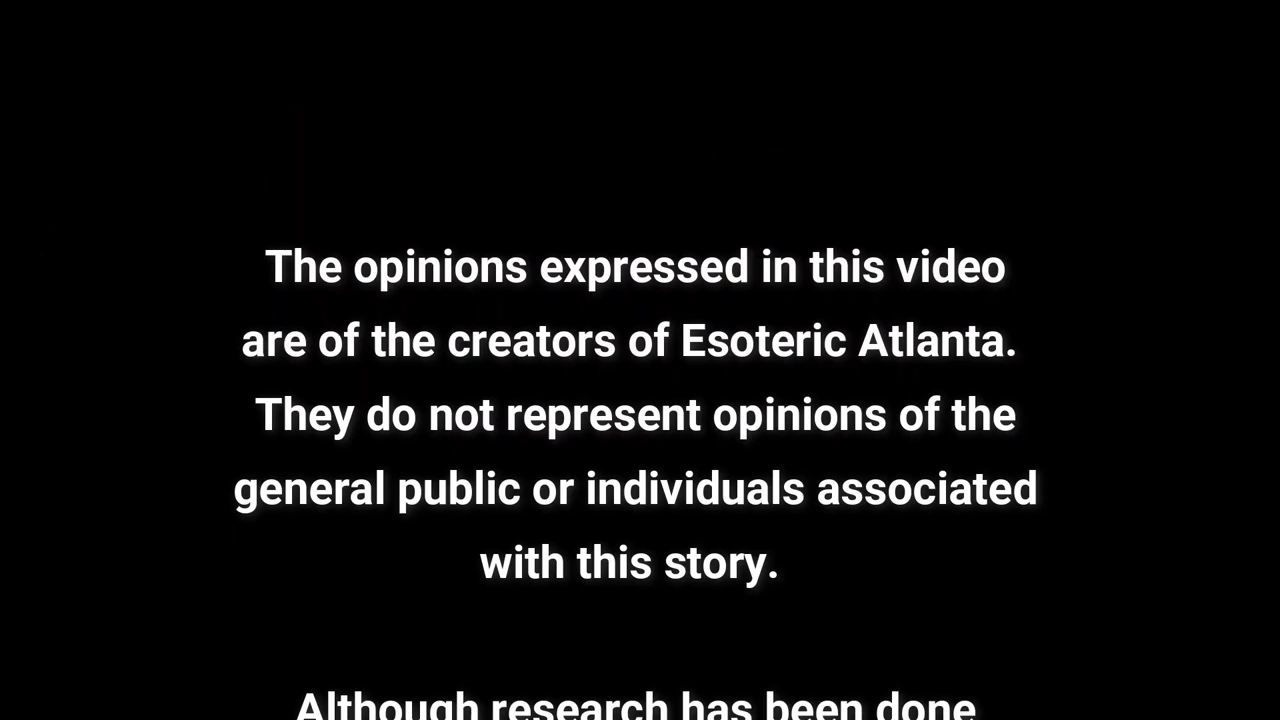 The opinions expressed in this video
are of the creators of Esoteric Atlanta.
They do not represent opinions of the
general public or individuals associated
with this story.
Although research has been done